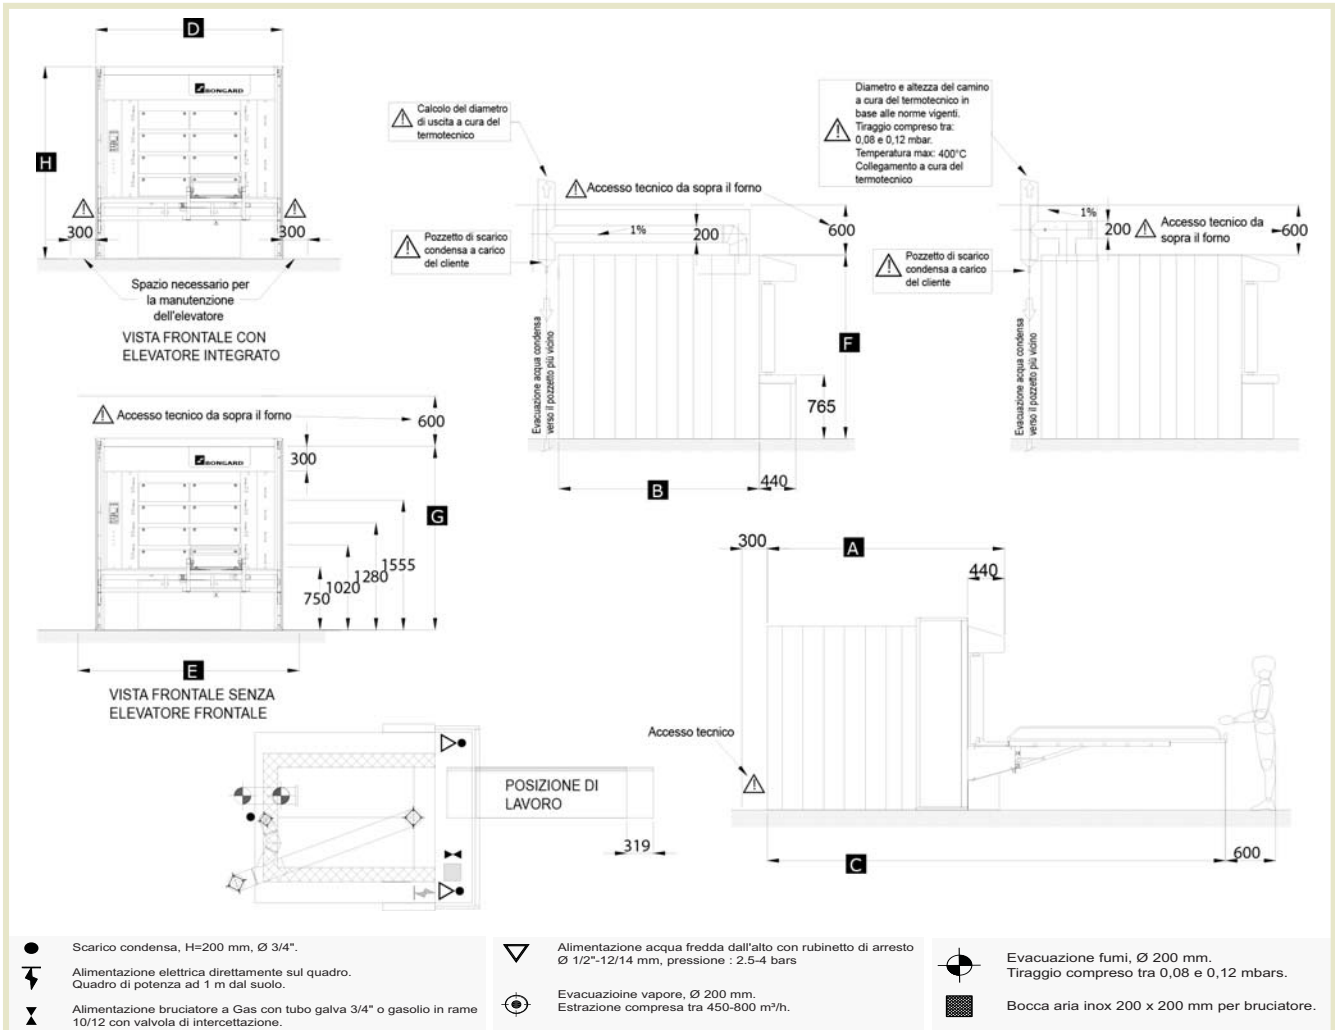 D
BONGARD
H
300
300
Spazio necessario per
la manutenzione
dell'elevatore
VISTA FRONTALE CON
ELEVATORE INTEGRATO
Calcolo del diametro
di uscita a cura del
termotecnico
Accesso tecnico da sopra il forno
1%
200
600
Pozzetto di scarico
condensa a carico
del cliente
Evacuazione acqua condensa
verso il pozzetto più vicino
F
765
B
440
Diametro e altezza del camino
a cura del termotecnico in
base alle norme vigenti.
Tiraggio compreso tra:
0,08 e 0,12 mbar.
Temperatura max: 400°C
Collegamento a cura del
termotecnico
1%
200
Accesso tecnico da
sopra il forno
600
Pozzetto di scarico
condensa a carico
del cliente
Evacuazione acqua condensa
verso il pozzetto più vicino
Accesso tecnico da sopra il forno
600
BONGARD
300
G
1555
1280
1020
750
E
VISTA FRONTALE SENZA
ELEVATORE FRONTALE
300
A
440
Accesso tecnico
C
600
POSIZIONE DI
LAVORO
319
Scarico condensa, H=200 mm, Ø 3/4".
Alimentazione elettrica direttamente sul quadro.
Quadro di potenza ad 1 m dal suolo.
Alimentazione bruciatore a Gas con tubo galva 3/4" o gasolio in rame
10/12 con valvola di intercettazione.
Alimentazione acqua fredda dall'alto con rubinetto di arresto
Ø 1/2"-12/14 mm, pressione : 2.5-4 bars
Evacuazioine vapore, Ø 200 mm.
Estrazione compresa tra 450-800 m³/h.
Evacuazione fumi, Ø 200 mm.
Tiraggio compreso tra 0,08 e 0,12 mbars.
Bocca aria inox 200 x 200 mm per bruciatore.